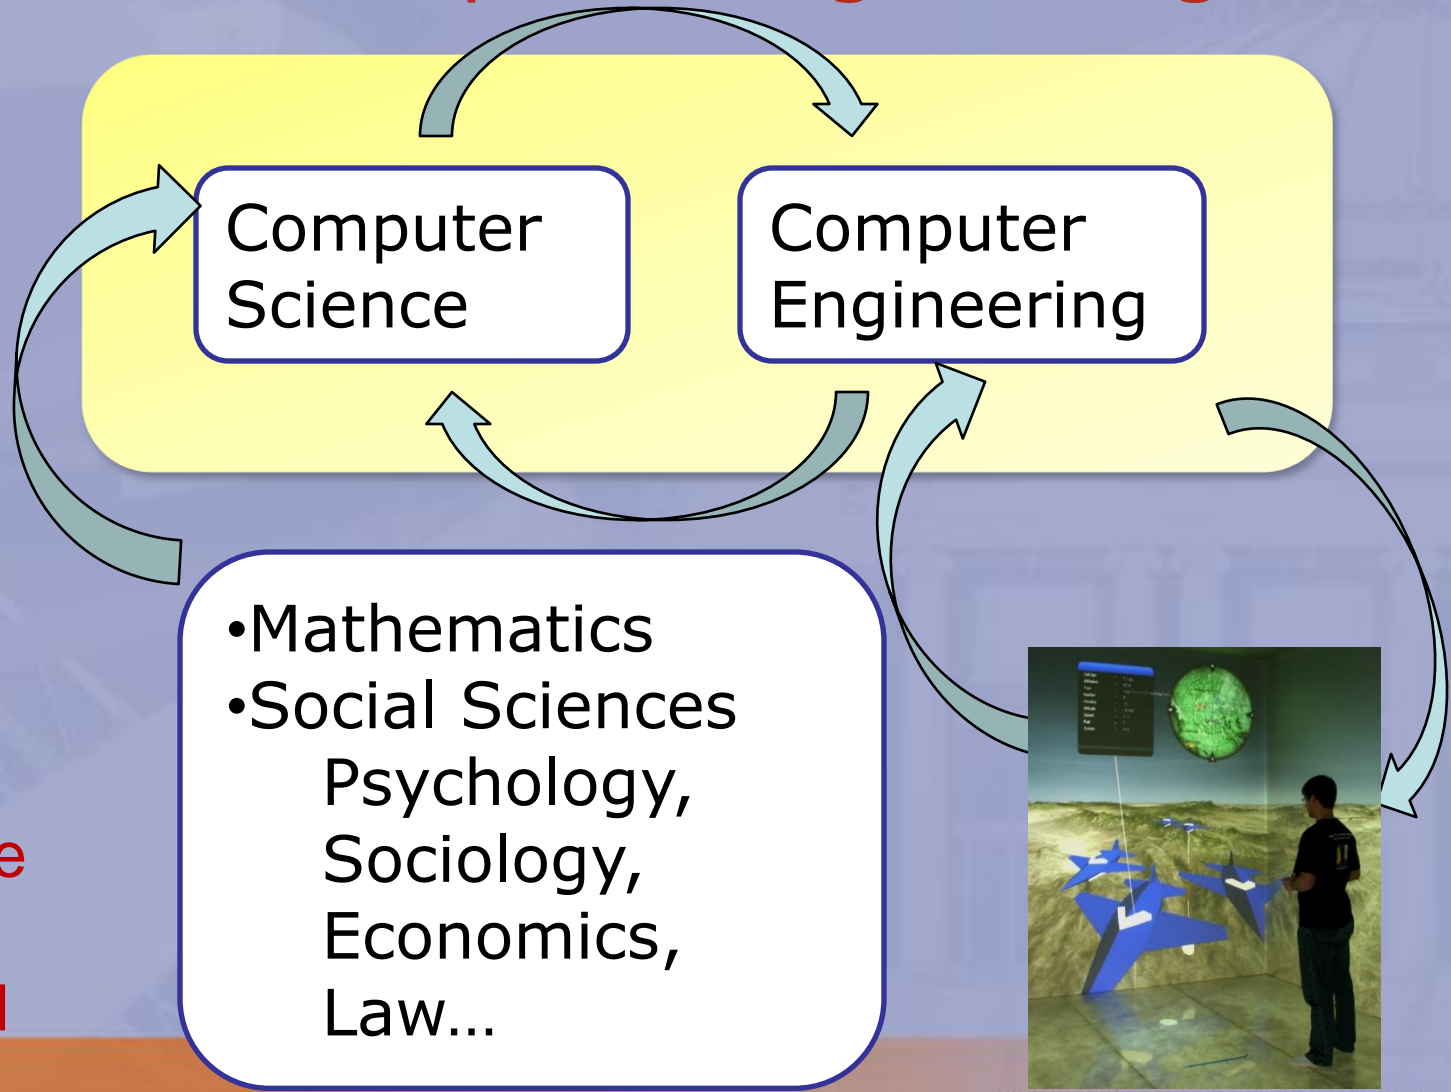 Computer
Science
Computer
Engineering
•Mathematics
•Social Sciences
Psychology,
Sociology,
Economics,
Law…